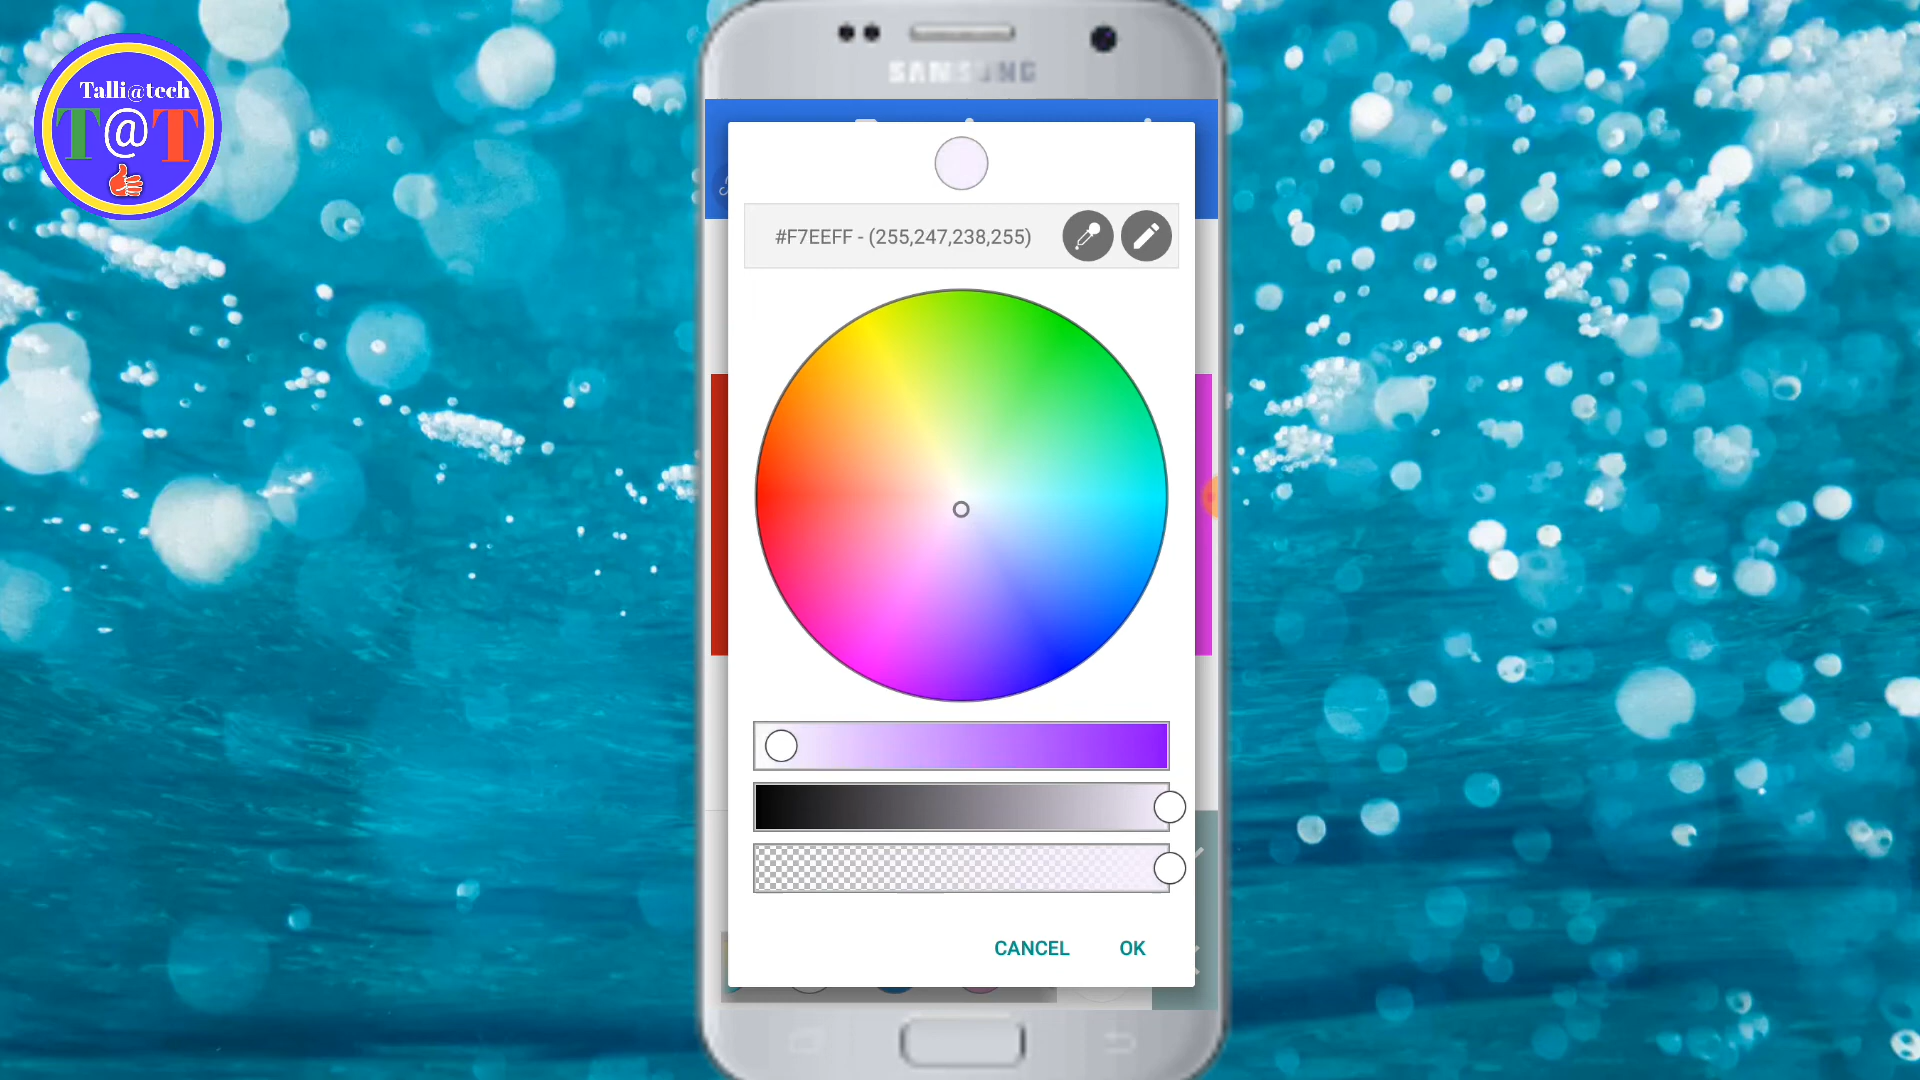 Talli@tech
T@T
SAMSUNG
#F7EEFF - (255,247,238,255)
CANCEL OK